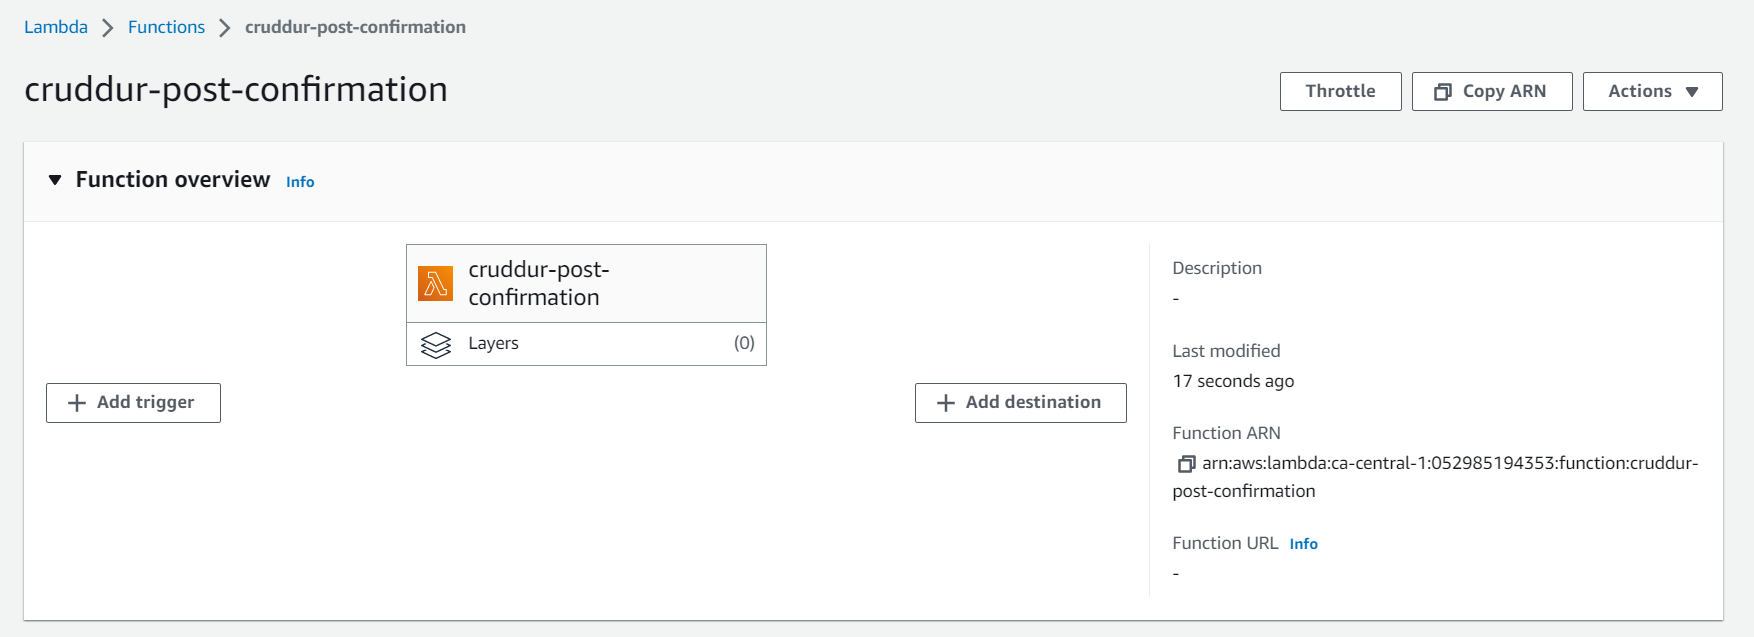 Lambda > Functions > cruddur-post-confirmation
cruddur-post-confirmation
Throttle
Copy ARN
Actions
Function overview Info
cruddur-post-
confirmation
Layers (0)
Add trigger
Add destination
Description
-
Last modified
17 seconds ago
Function ARN
arn:aws:lambda:ca-central-1:052985194353:function:cruddur-
post-confirmation
Function URL Info
-